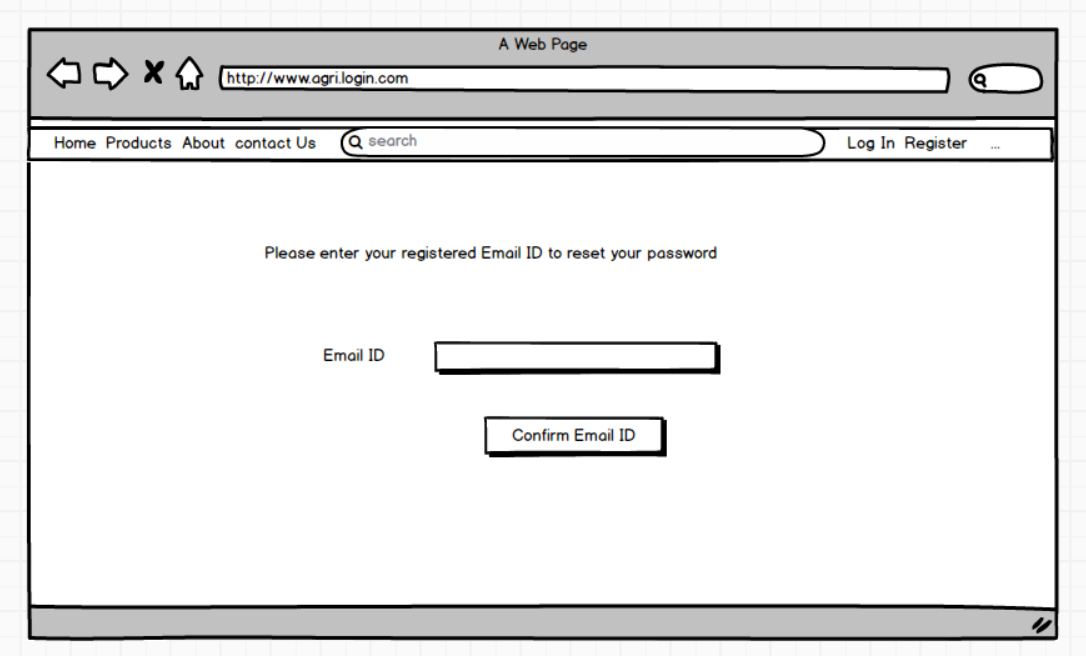 A Web Page
http://www.agri.login.com
Home Products About contact Us search Log In Register ...
Please enter your registered Email ID to reset your password
Email ID
Confirm Email ID